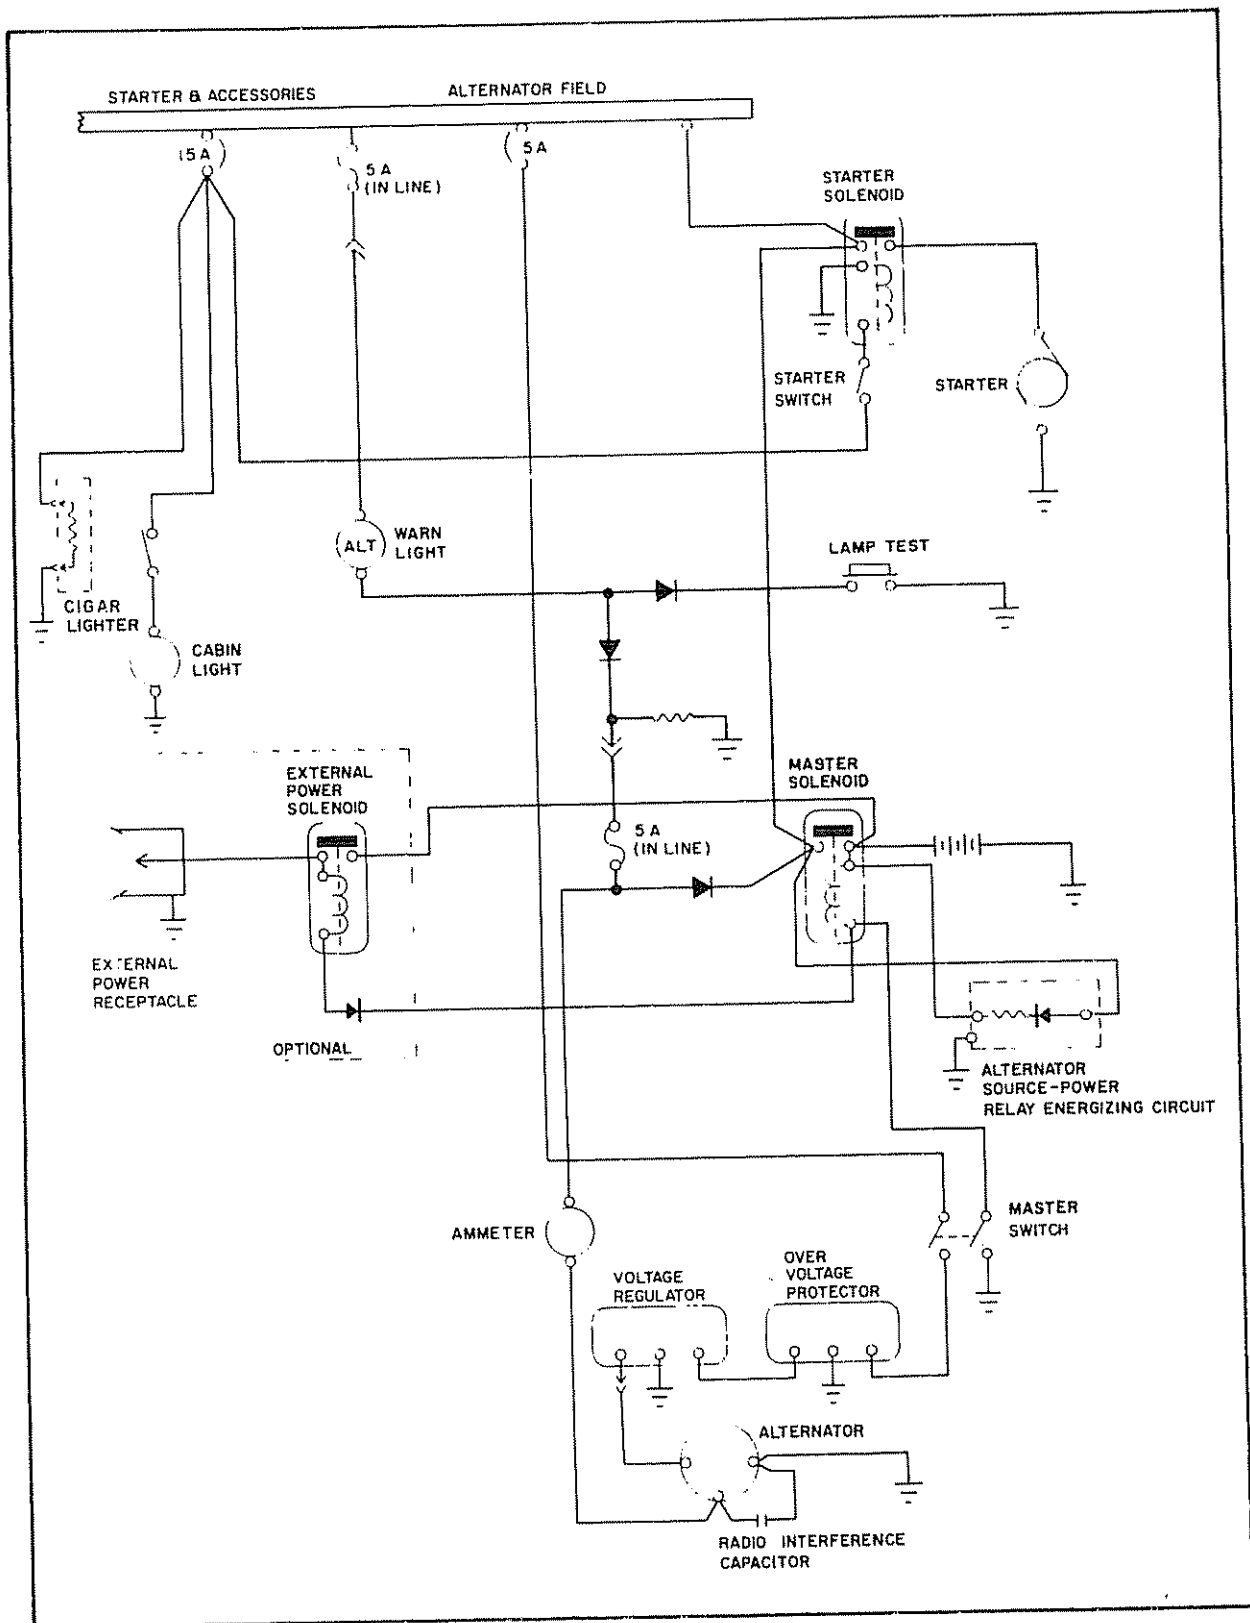 STARTER & ACCESSORIES
ALTERNATOR FIELD
15A
5 A
(IN LINE)
5 A
STARTER
SOLENOID
STARTER
SWITCH
STARTER
WARN
LIGHT
ALT
LAMP TEST
CIGAR
LIGHTER
CABIN
LIGHT
EXTERNAL
POWER
SOLENOID
MASTER
SOLENOID
5 A
(IN LINE)
EXTERNAL
POWER
RECEPTACLE
OPTIONAL
ALTERNATOR
SOURCE-POWER
RELAY ENERGIZING CIRCUIT
AMMETER
MASTER
SWITCH
VOLTAGE
REGULATOR
OVER
VOLTAGE
PROTECTOR
ALTERNATOR
RADIO INTERFERENCE
CAPACITOR